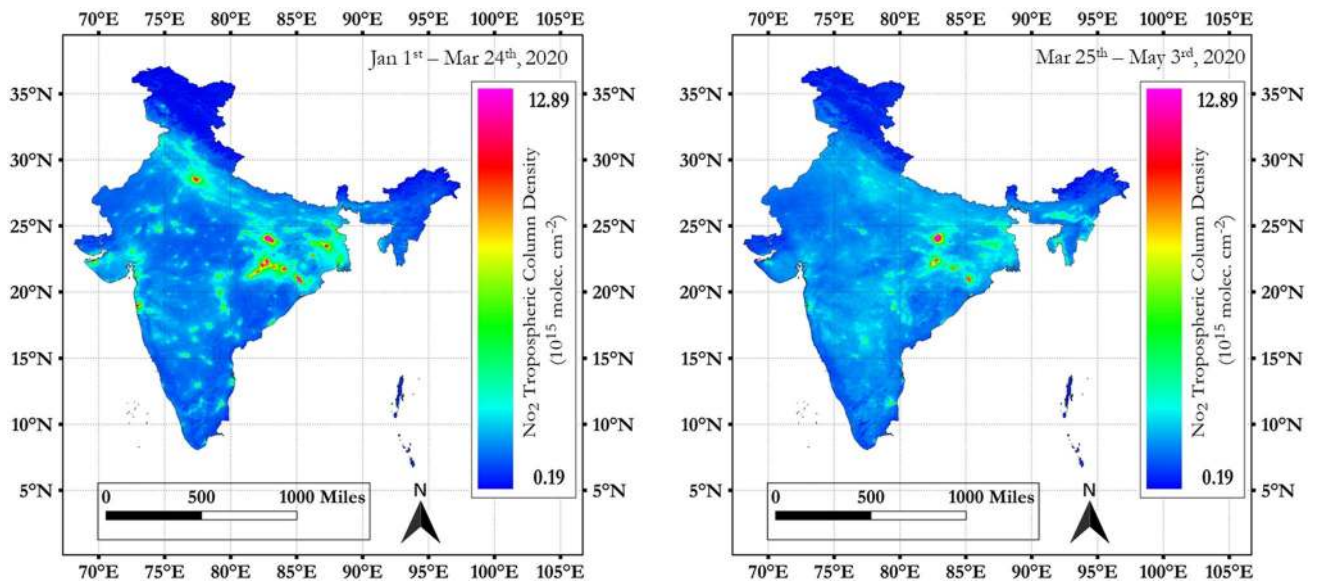 70°E 75°E 80°E 85°E 90°E 95°E 100°E 105°E
Jan 1st – Mar 24th, 2020
35°N 35°N
30°N 30°N
25°N 25°N
20°N 20°N
15°N 15°N
10°N 10°N
5°N 5°N
12.89
No2 Tropospheric Column Density
(10^15 molec. cm-2)
0.19
0 500 1000 Miles
N
70°E 75°E 80°E 85°E 90°E 95°E 100°E 105°E
70°E 75°E 80°E 85°E 90°E 95°E 100°E 105°E
Mar 25th – May 3rd, 2020
35°N 35°N
30°N 30°N
25°N 25°N
20°N 20°N
15°N 15°N
10°N 10°N
5°N 5°N
12.89
No2 Tropospheric Column Density
(10^15 molec. cm-2)
0.19
0 500 1000 Miles
N
70°E 75°E 80°E 85°E 90°E 95°E 100°E 105°E